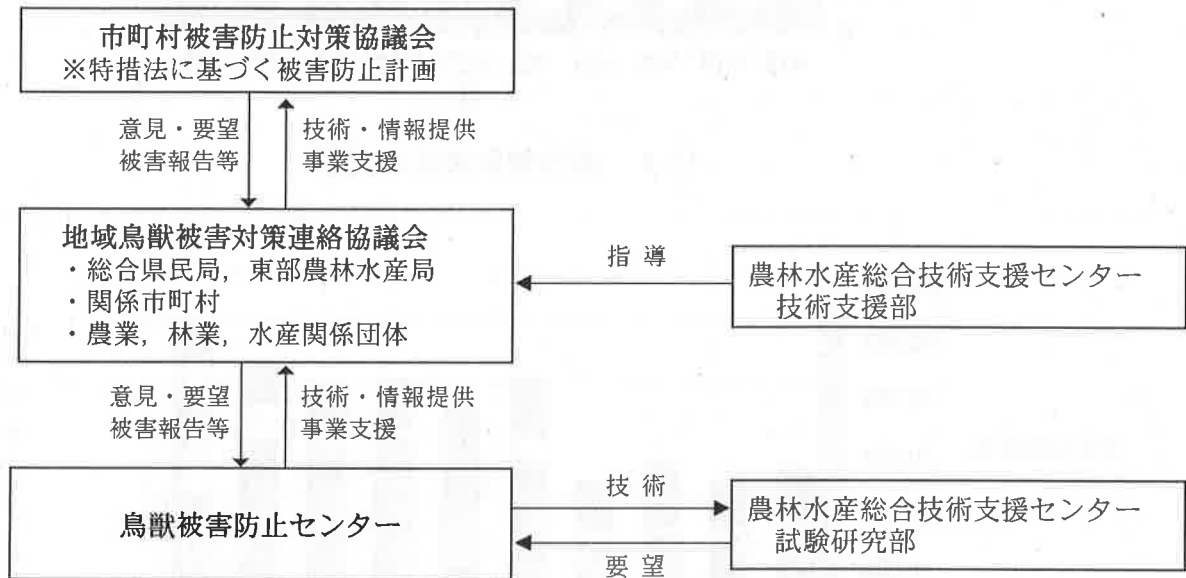 市町村被害防止対策協議会
※特措法に基づく被害防止計画
意見・要望
被害報告等
技術・情報提供
事業支援
地域鳥獣被害対策連絡協議会
・総合県民局，東部農林水産局
・関係市町村
・農業，林業，水産関係団体
指導
農林水産総合技術支援センター
技術支援部
意見・要望
被害報告等
技術・情報提供
事業支援
鳥獣被害防止センター
技術
要望
農林水産総合技術支援センター
試験研究部